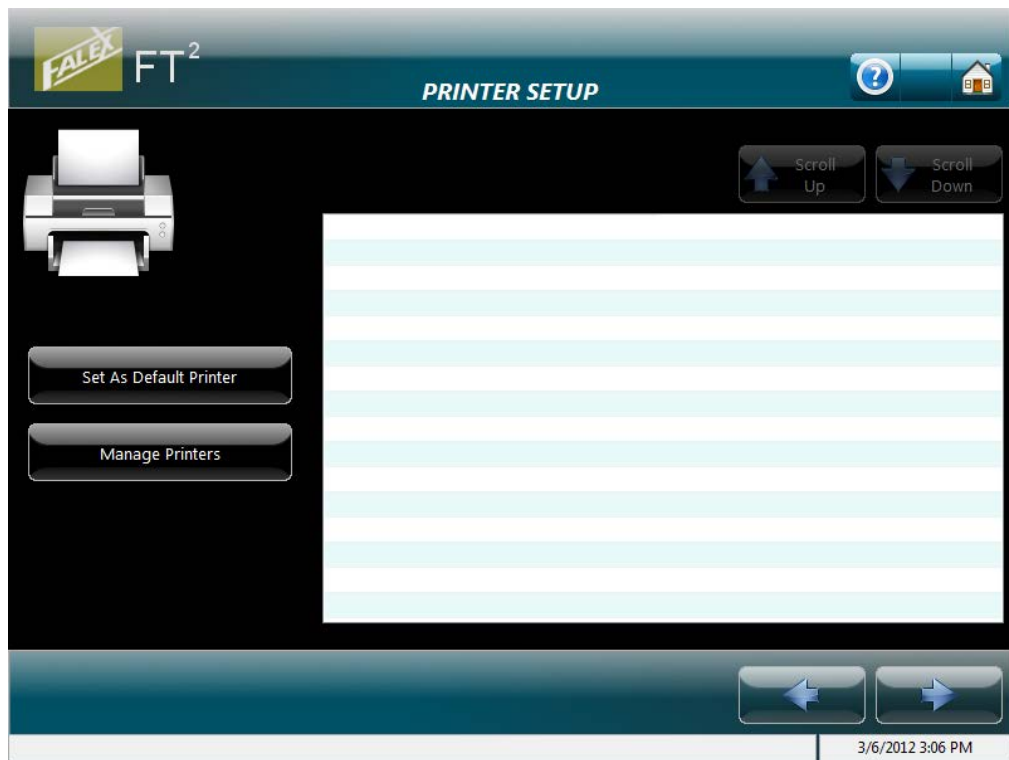 FALEX FT²
PRINTER SETUP
?
Scroll
Up
Scroll
Down
Set As Default Printer
Manage Printers
3/6/2012 3:06 PM